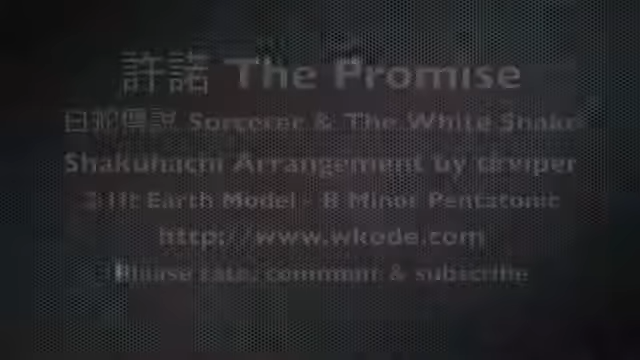 許諾 The Promise
白蛇傳說 Sorcerer & The White Snake
Shakuhachi Arrangement by
Earth Model - B Minor Pentatonic
http://www.wkode.com
Please rate, comment & subscribe